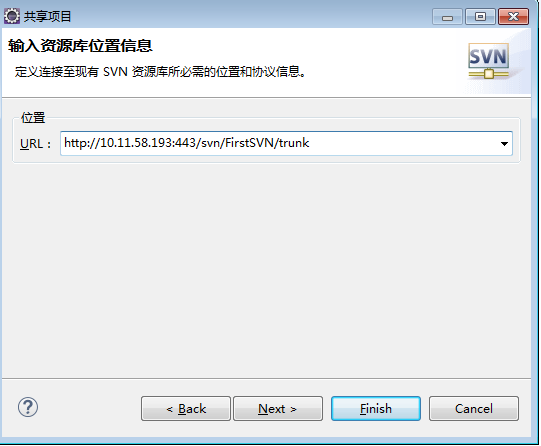 共享项目
输入资源库位置信息
定义连接至现有 SVN 资源库所必需的位置和协议信息。
SVN
位置
URL： http://10.11.58.193:443/svn/FirstSVN/trunk
?
< Back Next > Finish Cancel